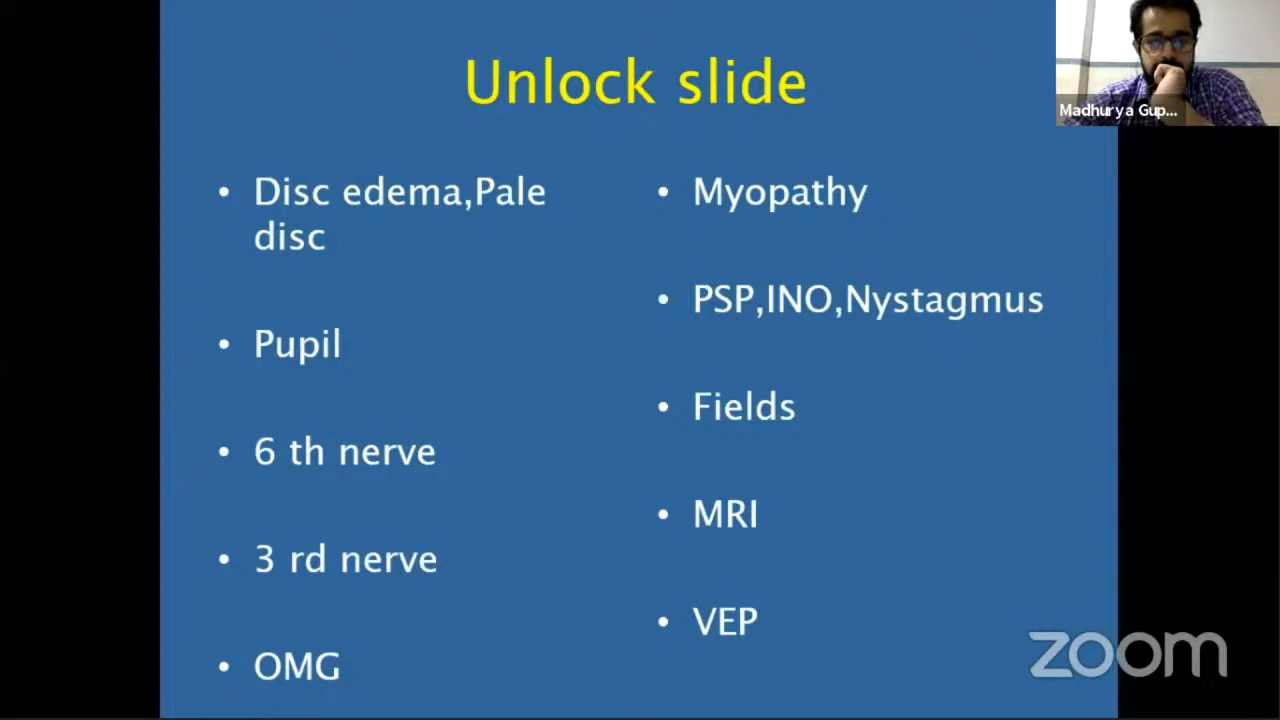 Unlock slide
Madhurya Gup...
• Disc edema,Pale
disc
• Pupil
• 6 th nerve
• 3 rd nerve
• OMG
• Myopathy
• PSP,INO,Nystagmus
• Fields
• MRI
• VEP
zoom